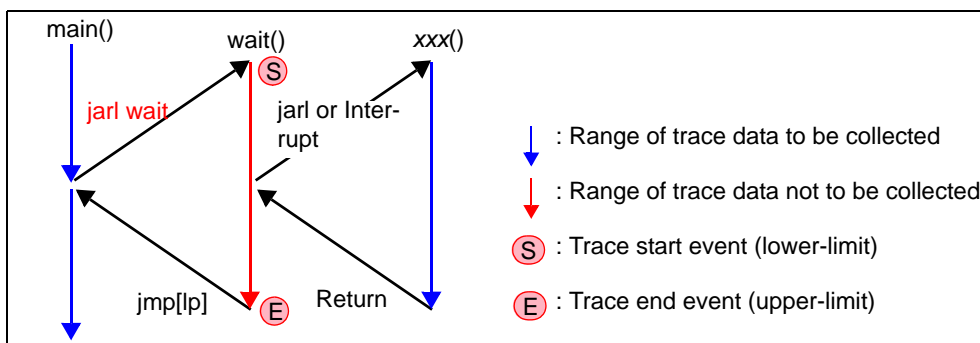 main()
wait()
xxx()
S
jarl wait
jarl or Inter-
rupt
jmp[lp]
E
Return
: Range of trace data to be collected
: Range of trace data not to be collected
S : Trace start event (lower-limit)
E : Trace end event (upper-limit)